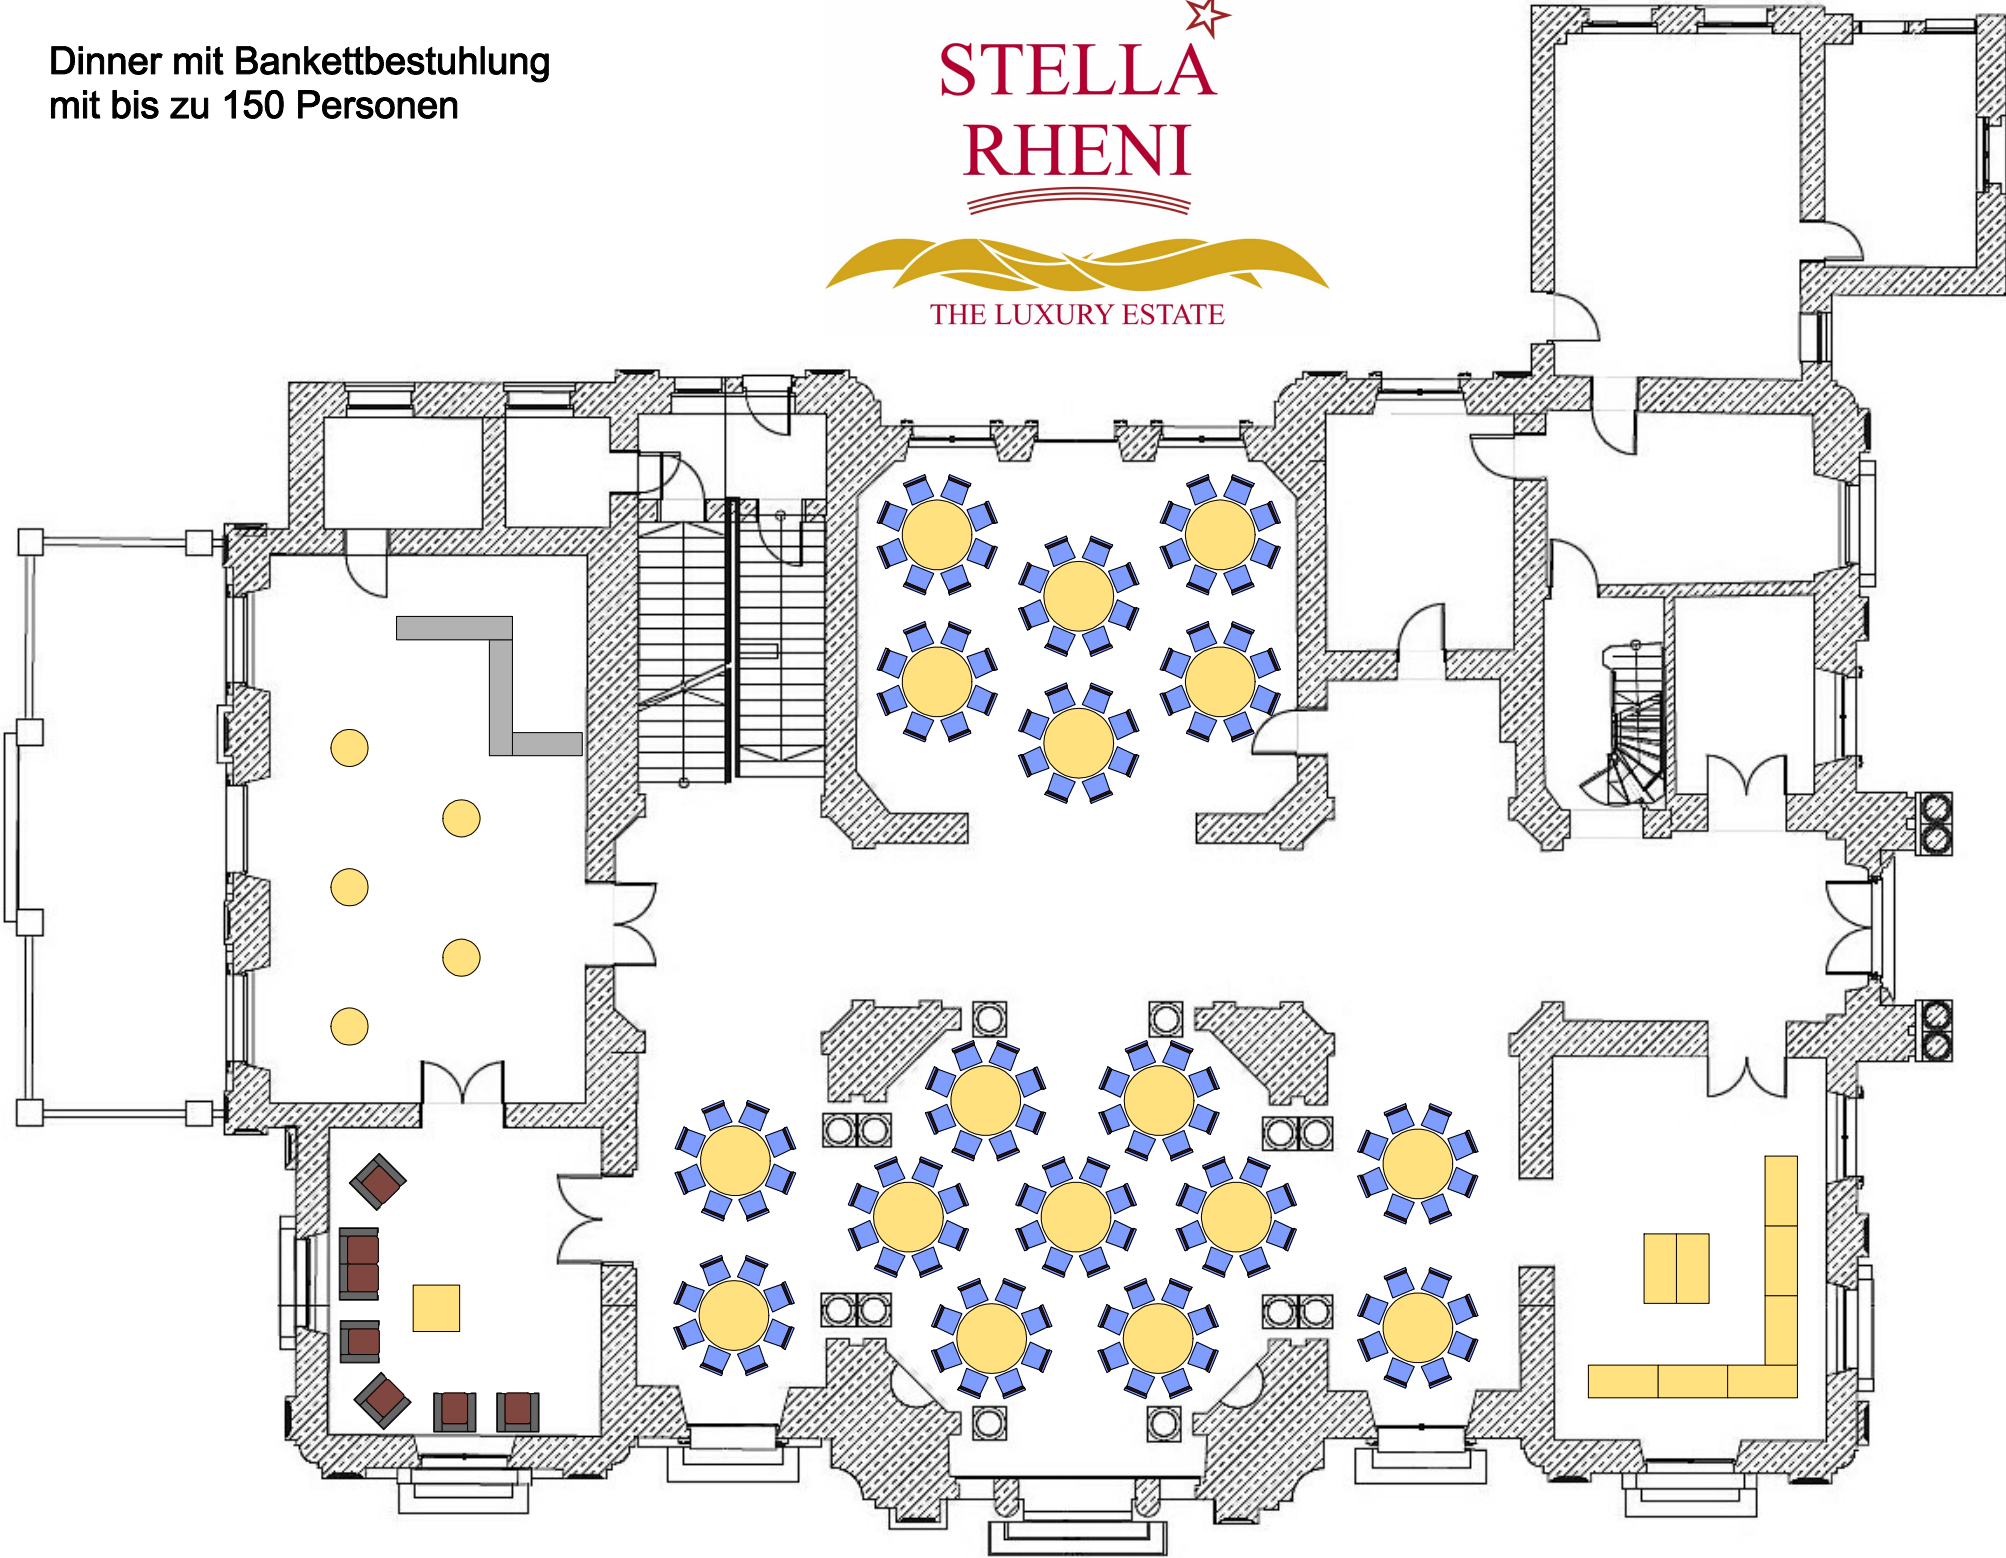 Dinner mit Bankettbestuhlung
mit bis zu 150 Personen
STELLA
RHENI
THE LUXURY ESTATE